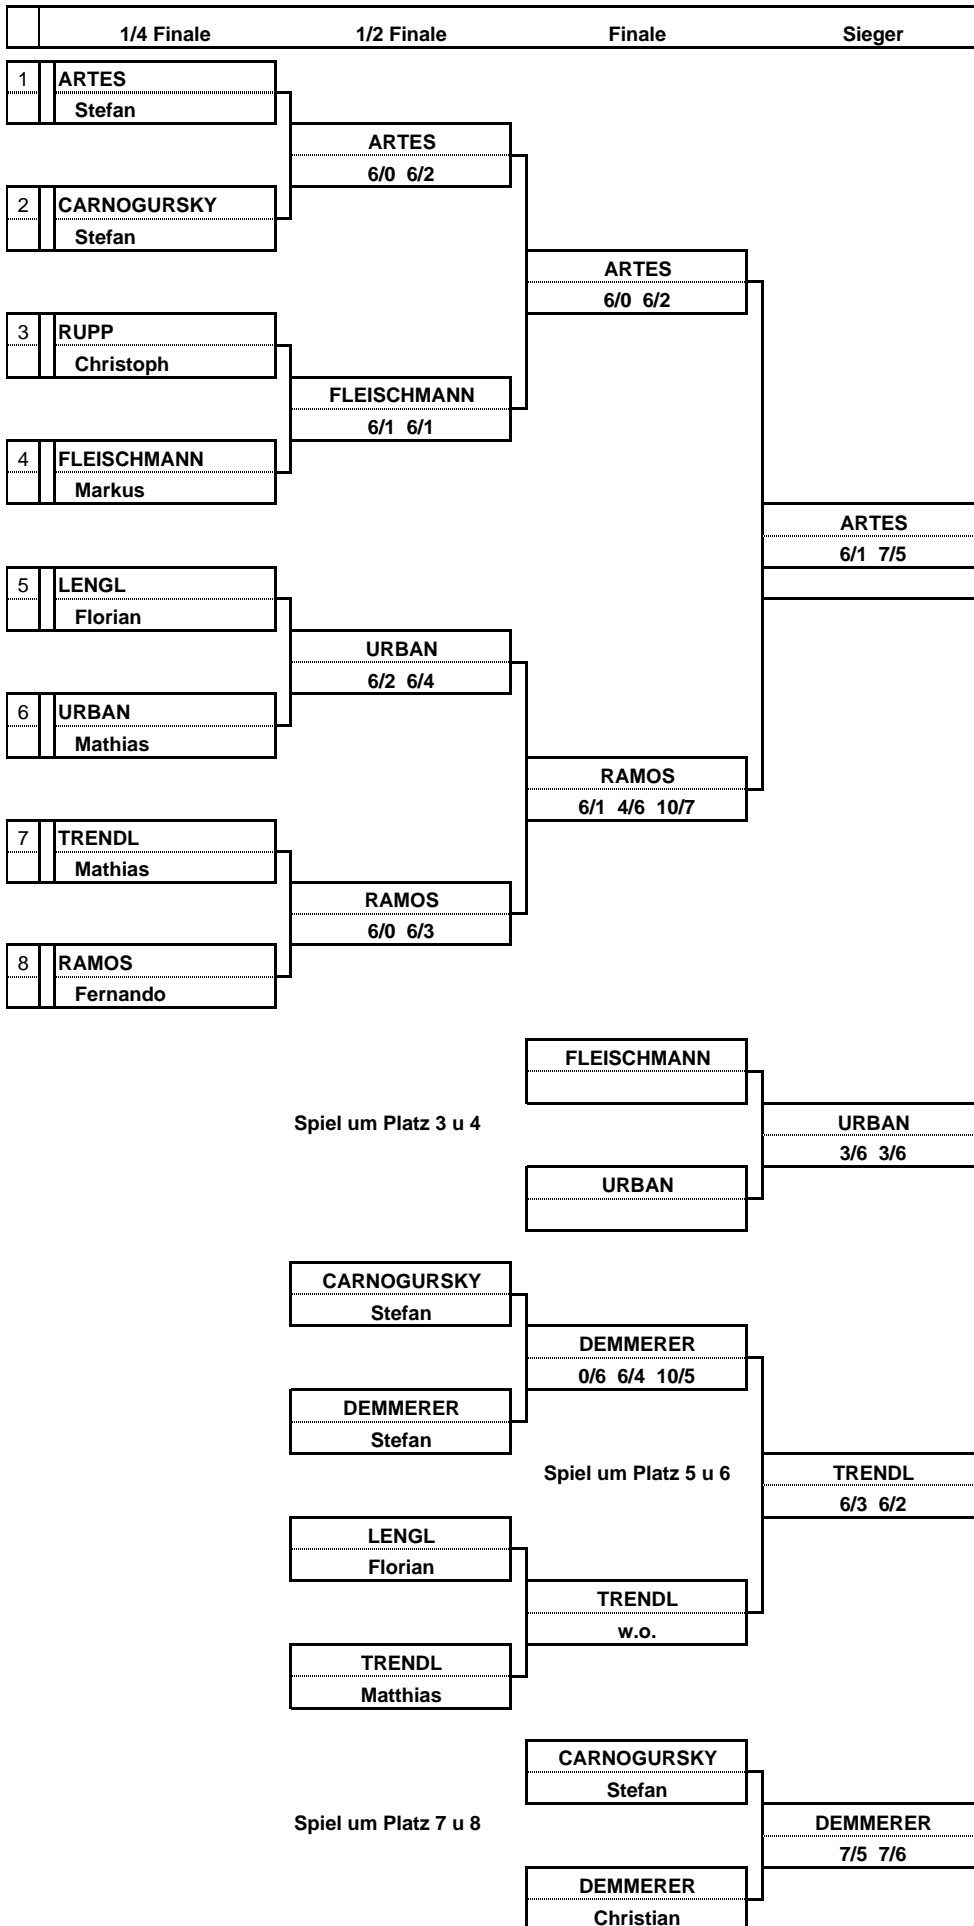 1/4 Finale 1/2 Finale Finale Sieger
1 ARTES
Stefan
ARTES
6/0 6/2
2 CARNOGURSKY
Stefan
ARTES
6/0 6/2
3 RUPP
Christoph
FLEISCHMANN
6/1 6/1
4 FLEISCHMANN
Markus
ARTES
6/1 7/5
5 LENGL
Florian
URBAN
6/2 6/4
6 URBAN
Mathias
RAMOS
6/1 4/6 10/7
7 TRENDL
Mathias
RAMOS
6/0 6/3
8 RAMOS
Fernando
FLEISCHMANN
Spiel um Platz 3 u 4 URBAN
3/6 3/6
URBAN
CARNOGURSKY
Stefan
DEMMERER
0/6 6/4 10/5
DEMMERER
Stefan
Spiel um Platz 5 u 6 TRENDL
6/3 6/2
LENGL
Florian
TRENDL
w.o.
TRENDL
Matthias
CARNOGURSKY
Stefan
Spiel um Platz 7 u 8 DEMMERER
7/5 7/6
DEMMERER
Christian